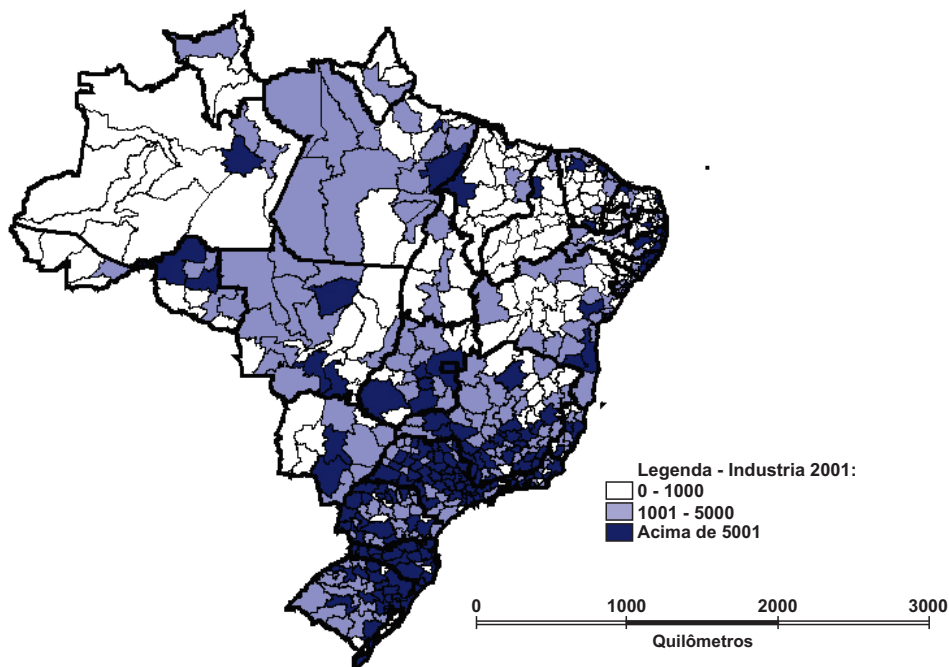 Legenda - Industria 2001:
0 - 1000
1001 - 5000
Acima de 5001
0 1000 2000 3000
Quilômetros